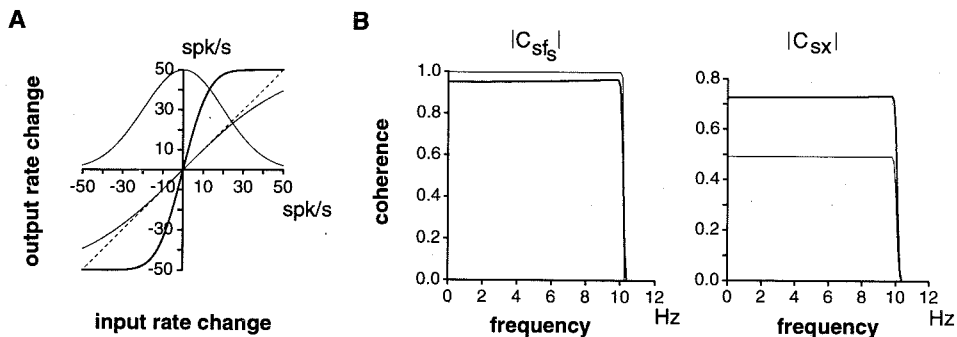 A
spk/s
50
30
10
-50 -30 -10
10 30 50
-10
-30
-50
spk/s
output rate change
input rate change
B
|Csfs|
1.0
0.8
0.6
0.4
0.2
0.0
0 2 4 6 8 10 12
Hz
frequency
coherence
|Csx|
0.8
0.6
0.4
0.2
0.0
0 2 4 6 8 10 12
Hz
frequency